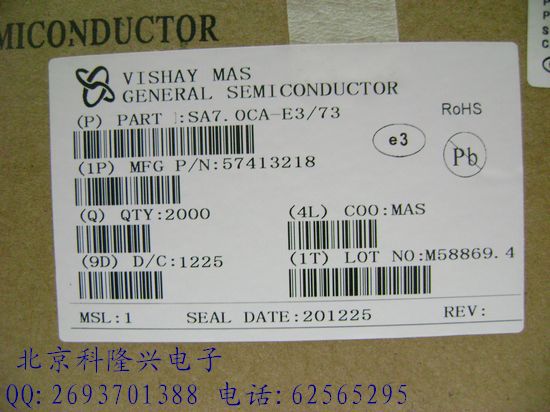 MICONDUCTOR
VISHAY MAS
GENERAL SEMICONDUCTOR
(P) PART :SA7.0CA-E3/73
RoHS
e3
Pb
(1P) MFG P/N:57413218
(Q) QTY:2000
(4L) COO:MAS
(9D) D/C:1225
(1T) LOT NO:M58869.4
MSL:1 SEAL DATE:201225 REV:
北京科隆兴电子
QQ:2693701388 电话:62565295